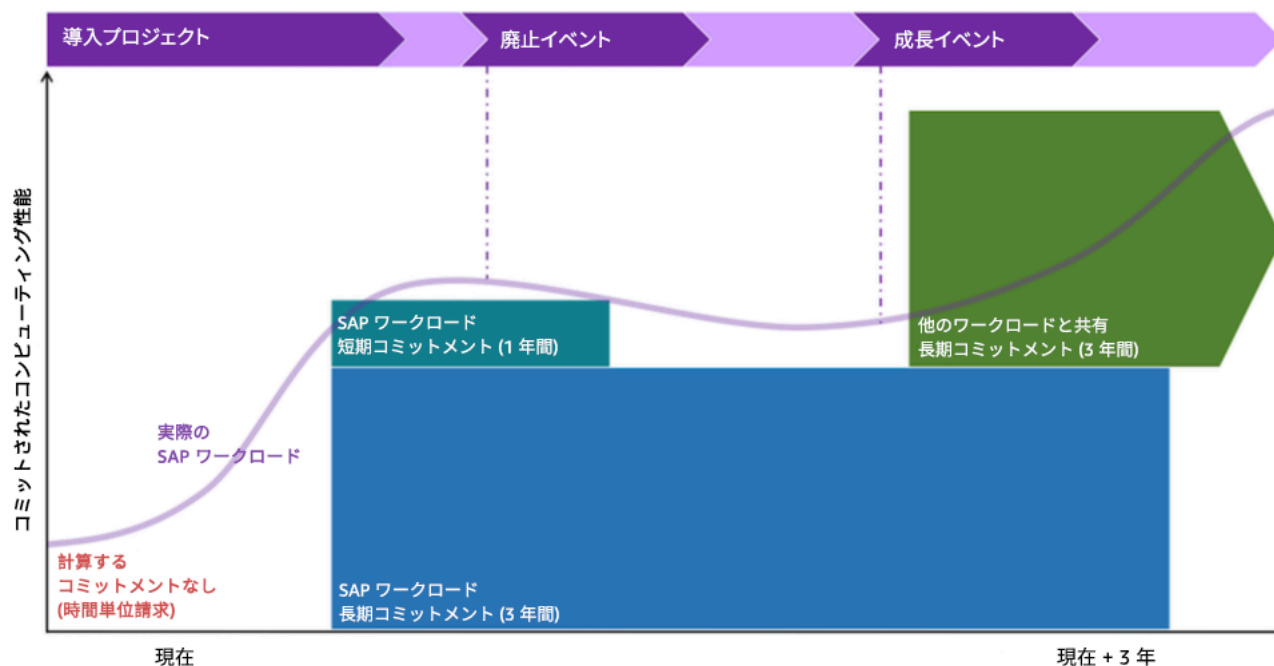 導入プロジェクト
廃止イベント
成長イベント
コミットされたコンピューティング性能
SAP ワークロード
短期コミットメント (1 年間)
他のワークロードと共有
長期コミットメント (3 年間)
実際の
SAP ワークロード
計算する
コミットメントなし
(時間単位請求)
SAP ワークロード
長期コミットメント (3 年間)
現在
現在 + 3 年